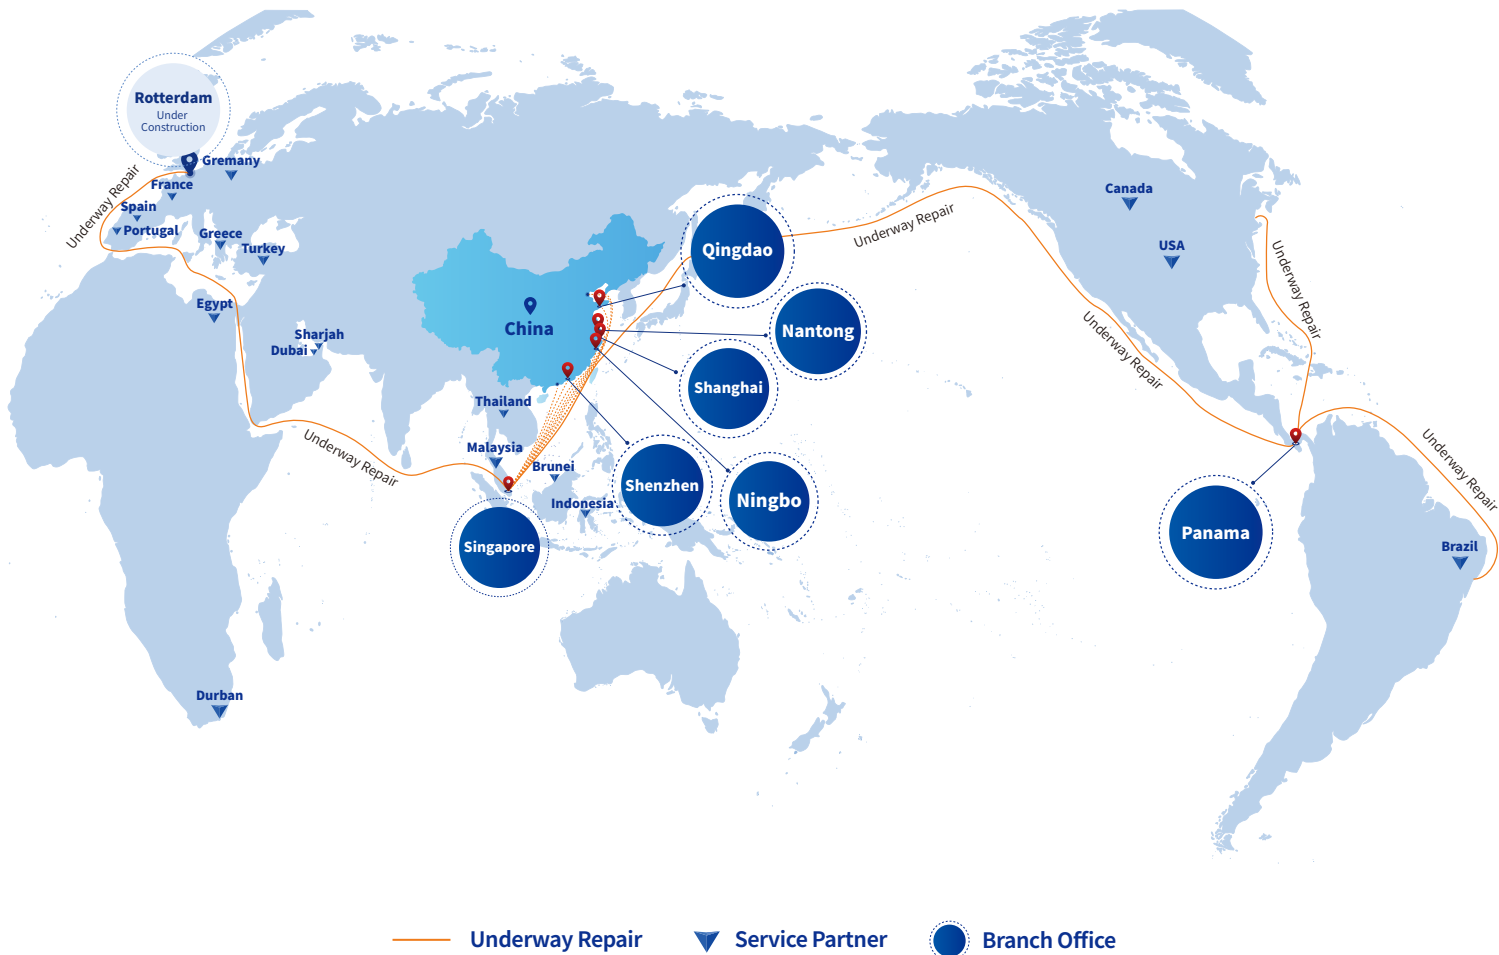 Rotterdam
Under
Construction
Underway Repair
Gremany
France
Spain
Portugal
Greece
Turkey
Egypt
Sharjah
Dubai
China
Thailand
Malaysia
Brunei
Indonesia
Underway Repair
Singapore
Qingdao
Nantong
Shanghai
Shenzhen
Ningbo
Underway Repair
Canada
USA
Underway Repair
Underway Repair
Panama
Underway Repair
Brazil
Durban
Underway Repair
Service Partner
Branch Office